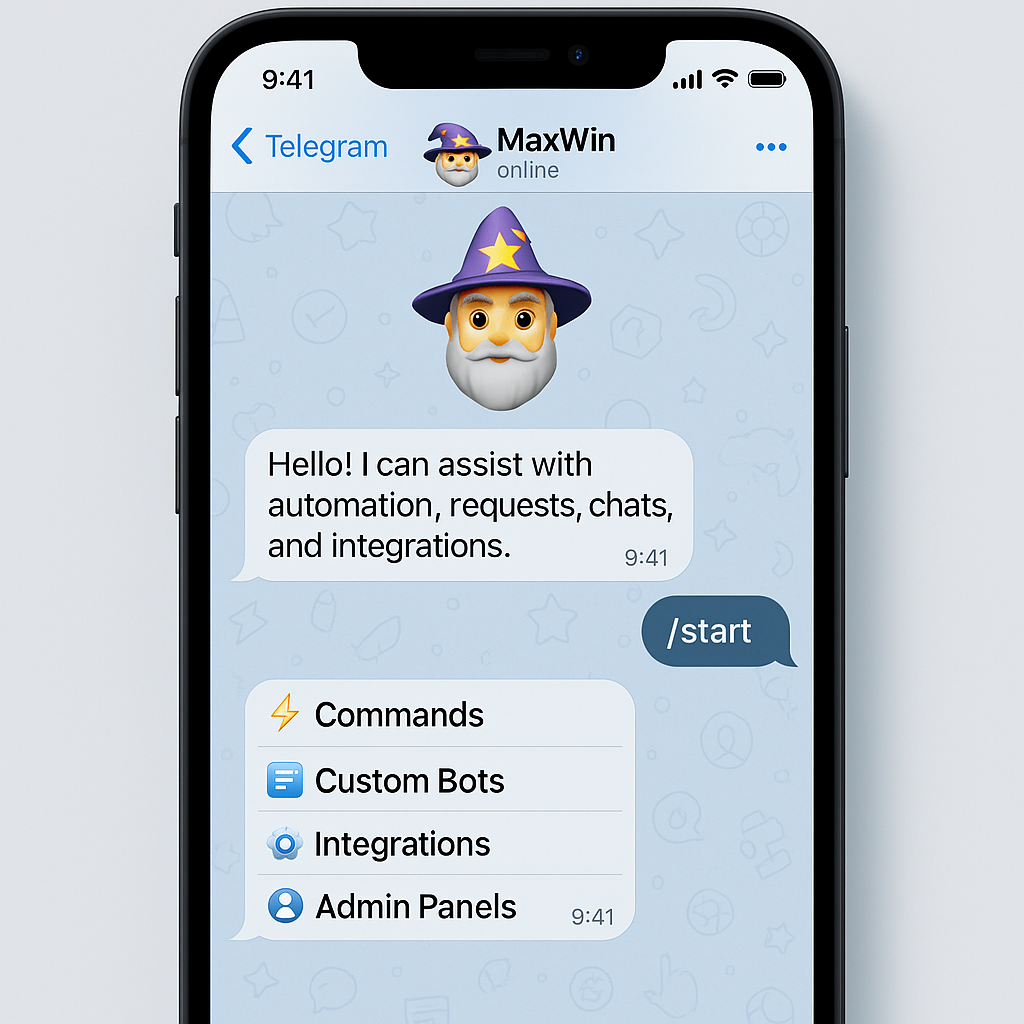 9:41
Telegram
MaxWin
online
Hello! I can assist with
automation, requests, chats,
and integrations.
9:41
/start
Commands
Custom Bots
Integrations
Admin Panels
9:41